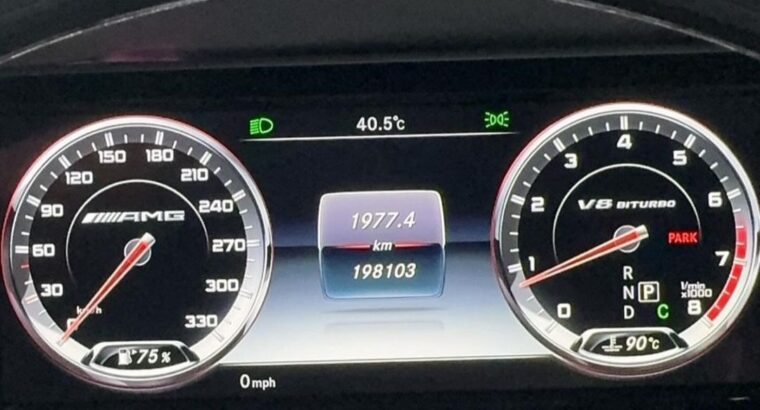 40.5°c
30
60
90
120
150
180
210
240
270
300
330
AMG
km/h
75 %
0 mph
1977.4
km
198103
0
1
2
3
4
5
6
7
8
V8 BITURBO
PARK
R
N P
D C
1/min
x1000
90°c